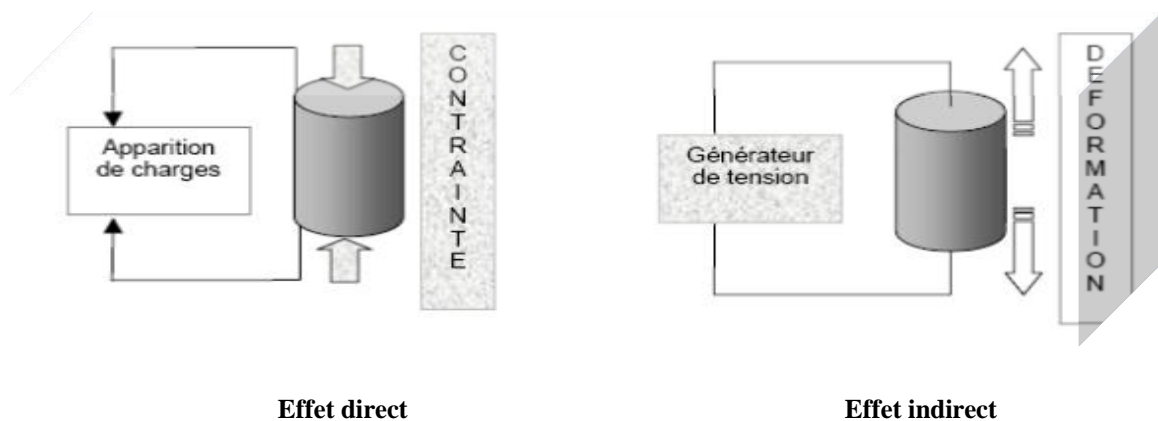 Apparition
de charges
CONTRAINTE
Générateur
de tension
DEFORMATION
Effet direct
Effet indirect